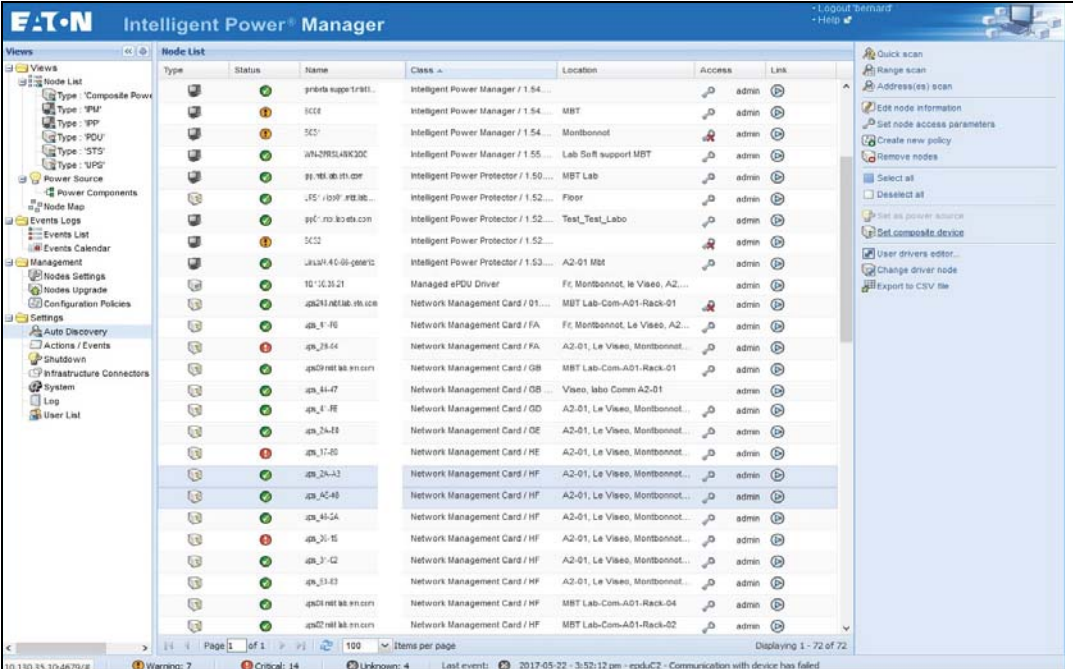 EATON Intelligent Power® Manager
Logout 'bernard'
Help
Views
Views
Node List
Type : 'Composite Powe
Type : 'IPM'
Type : 'IPP'
Type : 'PDU'
Type : 'STS'
Type : 'UPS'
Power Source
Power Components
Node Map
Events Logs
Events List
Events Calendar
Management
Nodes Settings
Nodes Upgrade
Configuration Policies
Settings
Auto Discovery
Actions / Events
Shutdown
Infrastructure Connectors
System
Log
User List
Node List
Type Status Name Class Location Access Link
Intelligent Power Manager / 1.54.... admin
Intelligent Power Manager / 1.54... MBT admin
Intelligent Power Manager / 1.54... Montbonnot admin
Intelligent Power Manager / 1.55 ... Lab Soft support MBT admin
Intelligent Power Protector / 1.50.... MBT Lab admin
Intelligent Power Protector / 1.52.... Floor admin
Intelligent Power Protector / 1.52.... Test_Test_Labo admin
Intelligent Power Protector / 1.52.... admin
Intelligent Power Protector / 1.53.... A2-01 Mbt admin
10.130.35.21 Managed ePDU Driver Fr, Montbonnot, le Viseo, A2,... admin
Network Management Card / 01.... MBT Lab-Com-A01-Rack-01 admin
Network Management Card / FA Fr, Montbonnot, Le Viseo, A2... admin
Network Management Card / FA A2-01, Le Viseo, Montbonnot... admin
Network Management Card / GB MBT Lab-Com-A01-Rack-01 admin
Network Management Card / GB ... Viseo, labo Comm A2-01 admin
Network Management Card / GD A2-01, Le Viseo, Montbonnot... admin
Network Management Card / GE A2-01, Le Viseo, Montbonnot... admin
Network Management Card / HE A2-01, Le Viseo, Montbonnot... admin
Network Management Card / HF A2-01, Le Viseo, Montbonnot... admin
Network Management Card / HF A2-01, Le Viseo, Montbonnot... admin
Network Management Card / HF A2-01, Le Viseo, Montbonnot... admin
Network Management Card / HF A2-01, Le Viseo, Montbonnot... admin
Network Management Card / HF A2-01, Le Viseo, Montbonnot... admin
Network Management Card / HF A2-01, Le Viseo, Montbonnot... admin
Network Management Card / HF MBT Lab-Com-A01-Rack-04 admin
Network Management Card / HF MBT Lab-Com-A01-Rack-02 admin
Page 1 of 1 100 Items per page Displaying 1 - 72 of 72
Quick scan
Range scan
Address(es) scan
Edit node information
Set node access parameters
Create new policy
Remove nodes
Select all
Deselect all
Set as power source
Set composite device
User drivers editor...
Change driver node
Export to CSV file
Warning: 7 Critical: 14 Unknown: 4 Last event: 2017-05-22 - 3:52:12 pm - epduC2 - Communication with device has failed